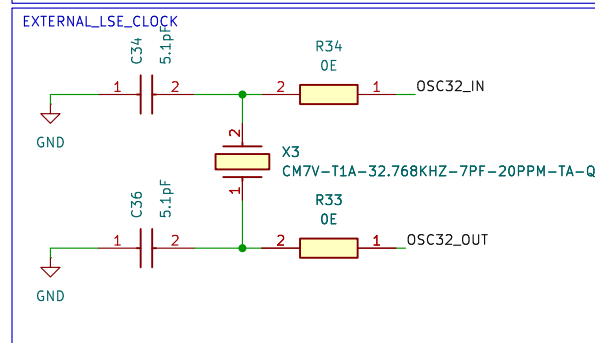 EXTERNAL_LSE_CLOCK
C34
5.1pF
R34
0E
1
2
2
1
OSC32_IN
GND
2
X3
CM7V-T1A-32.768KHZ-7PF-20PPM-TA-Q
1
C36
5.1pF
R33
0E
1
2
2
1
OSC32_OUT
GND